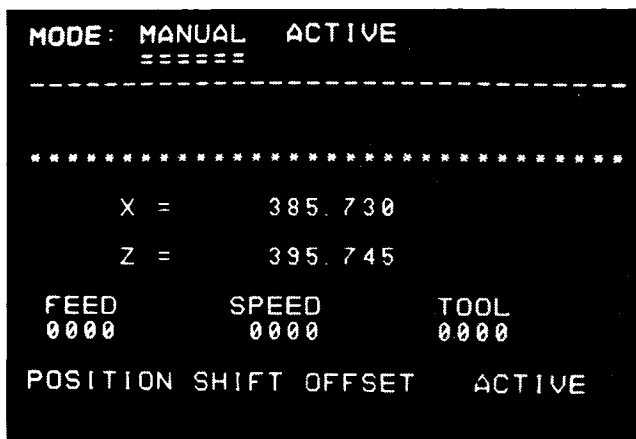 MODE: MANUAL ACTIVE
======
--------------------------------
********************************
X = 385.730
Z = 395.745
FEED SPEED TOOL
0000 0000 0000
POSITION SHIFT OFFSET ACTIVE